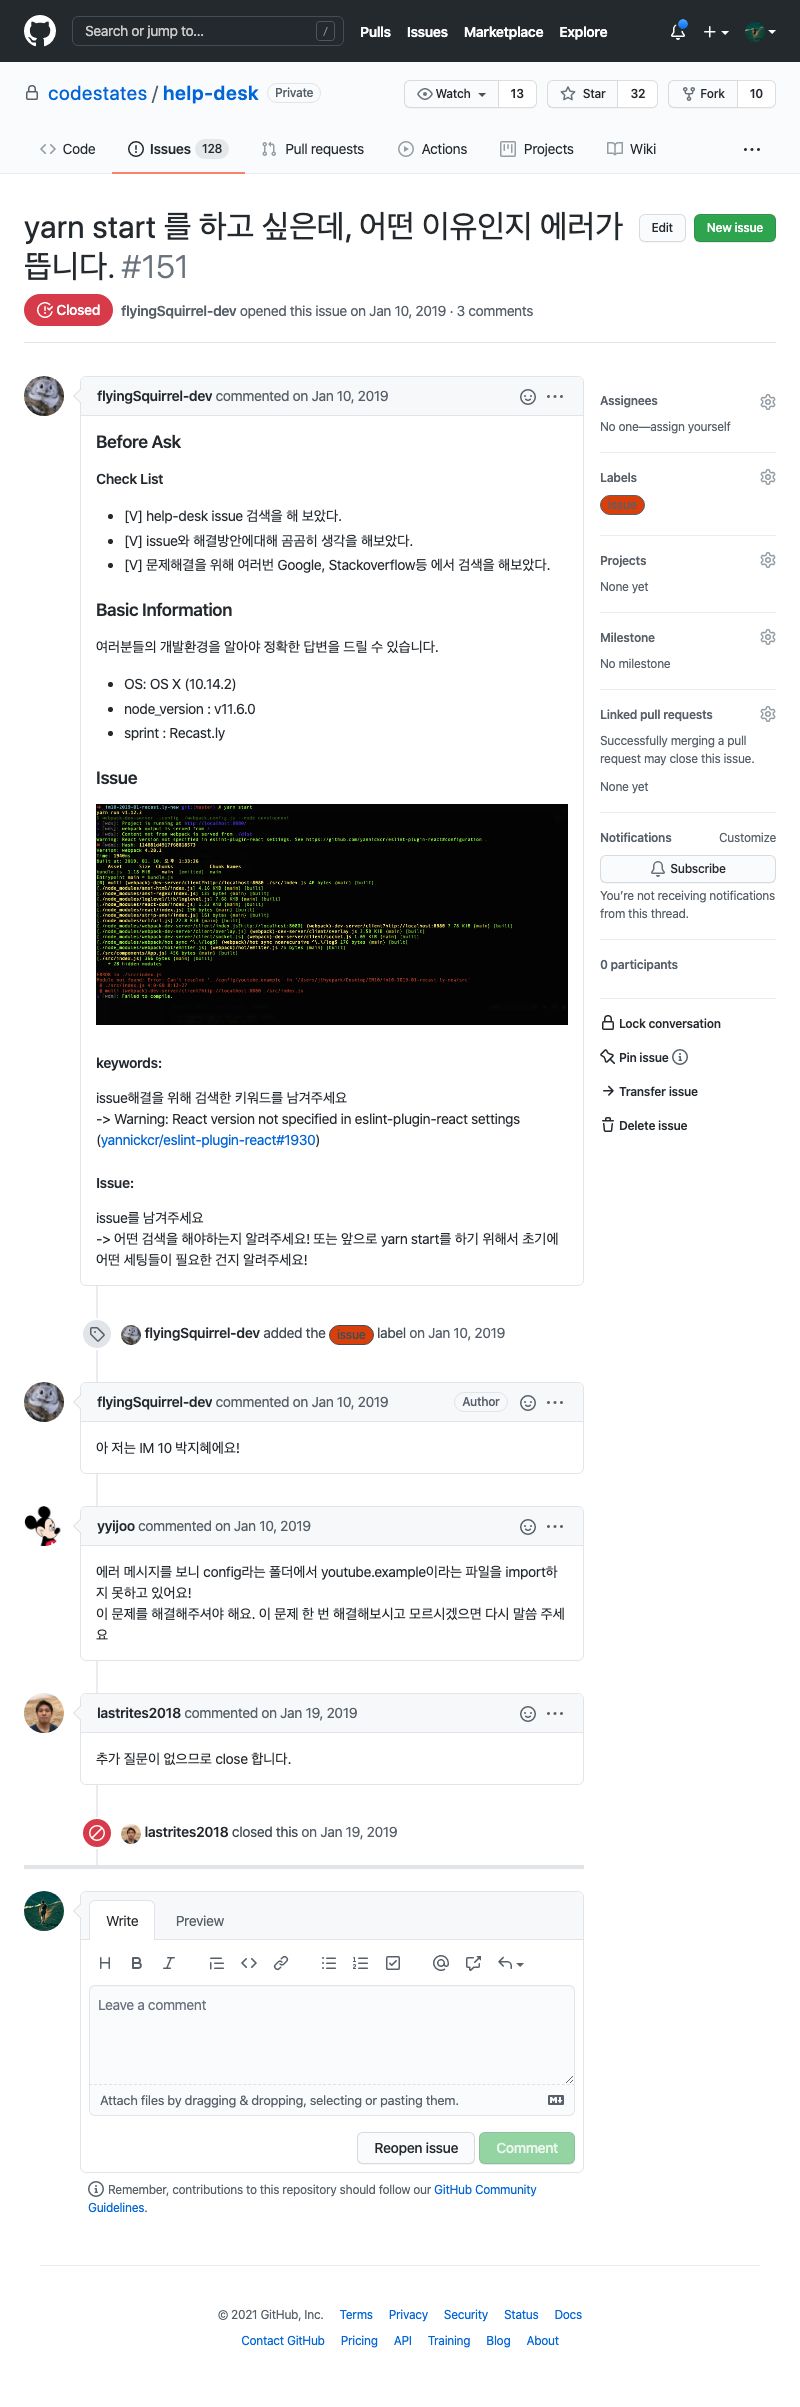 Search or jump to... /
Pulls Issues Marketplace Explore
codestates / help-desk Private
Watch 13 Star 32 Fork 10
Code Issues 128 Pull requests Actions Projects Wiki
yarn start 를 하고 싶은데, 어떤 이유인지 에러가
뜹니다. #151
Edit New issue
Closed flyingSquirrel-dev opened this issue on Jan 10, 2019 · 3 comments
flyingSquirrel-dev commented on Jan 10, 2019
Before Ask
Check List
[V] help-desk issue 검색을 해 보았다.
[V] issue와 해결방안에대해 곰곰히 생각을 해보았다.
[V] 문제해결을 위해 여러번 Google, Stackoverflow등 에서 검색을 해보았다.
Basic Information
여러분들의 개발환경을 알아야 정확한 답변을 드릴 수 있습니다.
OS: OS X (10.14.2)
node_version : v11.6.0
sprint : Recast.ly
Issue
keywords:
issue해결을 위해 검색한 키워드를 남겨주세요
-> Warning: React version not specified in eslint-plugin-react settings
(yannickcr/eslint-plugin-react#1930)
Issue:
issue를 남겨주세요
-> 어떤 검색을 해야하는지 알려주세요! 또는 앞으로 yarn start를 하기 위해서 초기에
어떤 세팅들이 필요한 건지 알려주세요!
flyingSquirrel-dev added the issue label on Jan 10, 2019
flyingSquirrel-dev commented on Jan 10, 2019 Author
아 저는 IM 10 박지혜에요!
yyijoo commented on Jan 10, 2019
에러 메시지를 보니 config라는 폴더에서 youtube.example이라는 파일을 import하
지 못하고 있어요!
이 문제를 해결해주셔야 해요. 이 문제 한 번 해결해보시고 모르시겠으면 다시 말씀 주세
요
lastrites2018 commented on Jan 19, 2019
추가 질문이 없으므로 close 합니다.
lastrites2018 closed this on Jan 19, 2019
Write Preview
Leave a comment
Attach files by dragging & dropping, selecting or pasting them.
Reopen issue Comment
Remember, contributions to this repository should follow our GitHub Community
Guidelines.
Assignees
No one—assign yourself
Labels
issue
Projects
None yet
Milestone
No milestone
Linked pull requests
Successfully merging a pull
request may close this issue.
None yet
Notifications Customize
Subscribe
You're not receiving notifications
from this thread.
0 participants
Lock conversation
Pin issue
Transfer issue
Delete issue
© 2021 GitHub, Inc. Terms Privacy Security Status Docs
Contact GitHub Pricing API Training Blog About